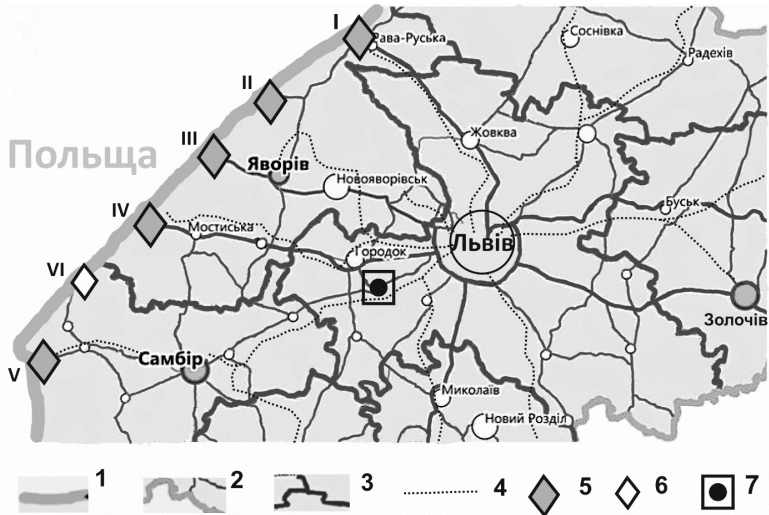 I
Рава-Руська
Соснівка
Радехів
II
Жовква
III
Польща
Яворів
Новояворівськ
Буськ
IV
Мостиська
Львів
Городок
VI
Золочів
V
Самбір
Миколаїв
Новий Розділ
1
2
3
4
5
6
7